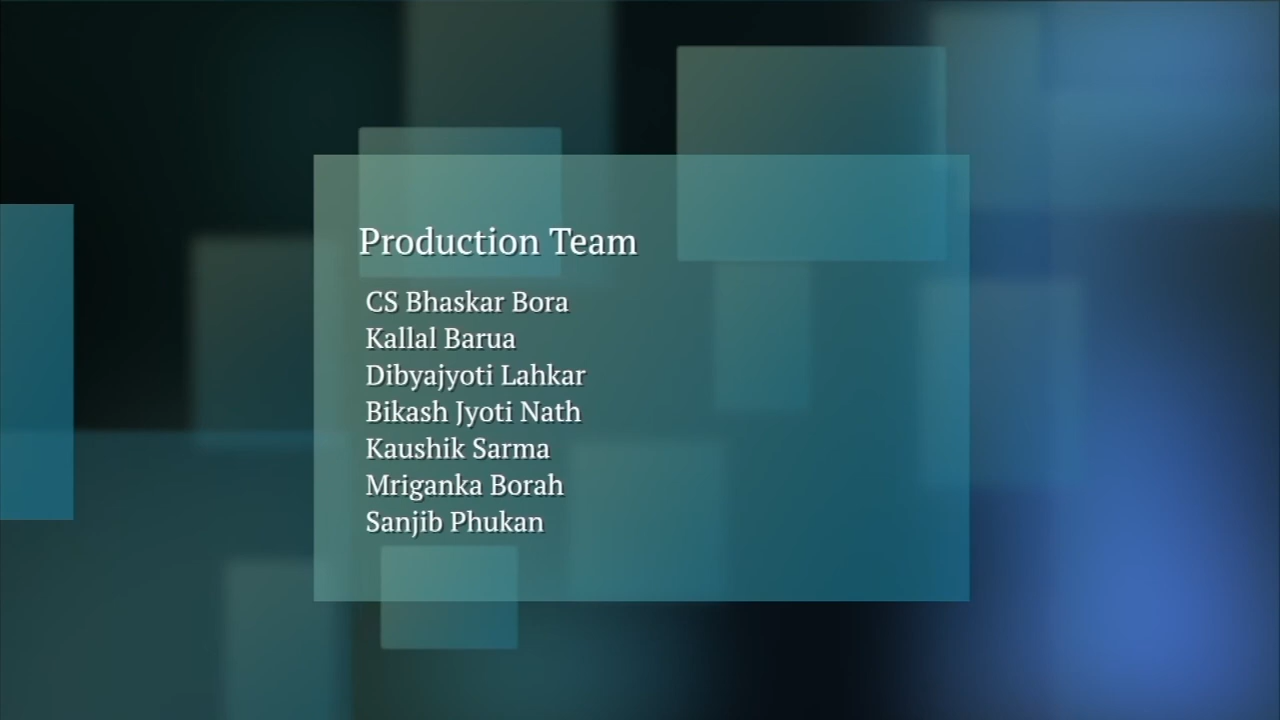 Production Team
CS Bhaskar Bora
Kallal Barua
Dibyajyoti Lahkar
Bikash Jyoti Nath
Kaushik Sarma
Mriganka Borah
Sanjib Phukan